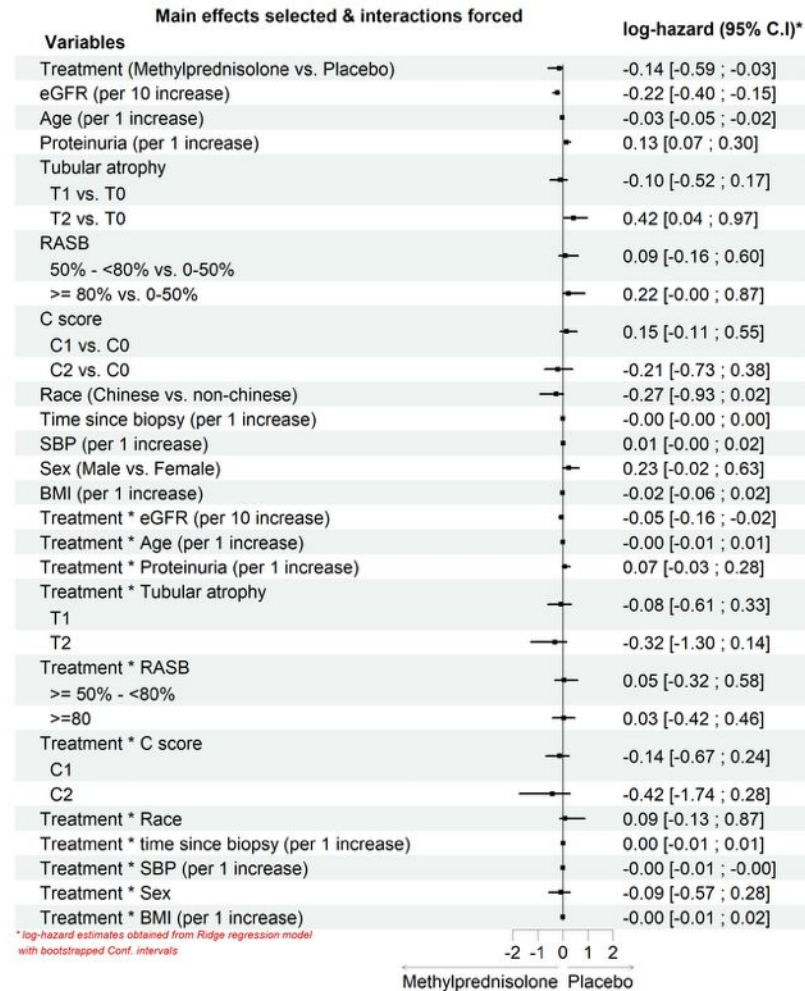 Main effects selected & interactions forced
Variables log-hazard (95% C.I)*
Treatment (Methylprednisolone vs. Placebo) -0.14 [-0.59 ; -0.03]
eGFR (per 10 increase) -0.22 [-0.40 ; -0.15]
Age (per 1 increase) -0.03 [-0.05 ; -0.02]
Proteinuria (per 1 increase) 0.13 [0.07 ; 0.30]
Tubular atrophy
T1 vs. T0 -0.10 [-0.52 ; 0.17]
T2 vs. T0 0.42 [0.04 ; 0.97]
RASB
50% - <80% vs. 0-50% 0.09 [-0.16 ; 0.60]
>= 80% vs. 0-50% 0.22 [-0.00 ; 0.87]
C score
C1 vs. C0 0.15 [-0.11 ; 0.55]
C2 vs. C0 -0.21 [-0.73 ; 0.38]
Race (Chinese vs. non-chinese) -0.27 [-0.93 ; 0.02]
Time since biopsy (per 1 increase) -0.00 [-0.00 ; 0.00]
SBP (per 1 increase) 0.01 [-0.00 ; 0.02]
Sex (Male vs. Female) 0.23 [-0.02 ; 0.63]
BMI (per 1 increase) -0.02 [-0.06 ; 0.02]
Treatment * eGFR (per 10 increase) -0.05 [-0.16 ; -0.02]
Treatment * Age (per 1 increase) -0.00 [-0.01 ; 0.01]
Treatment * Proteinuria (per 1 increase) 0.07 [-0.03 ; 0.28]
Treatment * Tubular atrophy
T1 -0.08 [-0.61 ; 0.33]
T2 -0.32 [-1.30 ; 0.14]
Treatment * RASB
>= 50% - <80% 0.05 [-0.32 ; 0.58]
>=80 0.03 [-0.42 ; 0.46]
Treatment * C score
C1 -0.14 [-0.67 ; 0.24]
C2 -0.42 [-1.74 ; 0.28]
Treatment * Race 0.09 [-0.13 ; 0.87]
Treatment * time since biopsy (per 1 increase) 0.00 [-0.01 ; 0.01]
Treatment * SBP (per 1 increase) -0.00 [-0.01 ; -0.00]
Treatment * Sex -0.09 [-0.57 ; 0.28]
Treatment * BMI (per 1 increase) -0.00 [-0.01 ; 0.02]
* log-hazard estimates obtained from Ridge regression model
with bootstrapped Conf. intervals
-2 -1 0 1 2
Methylprednisolone Placebo